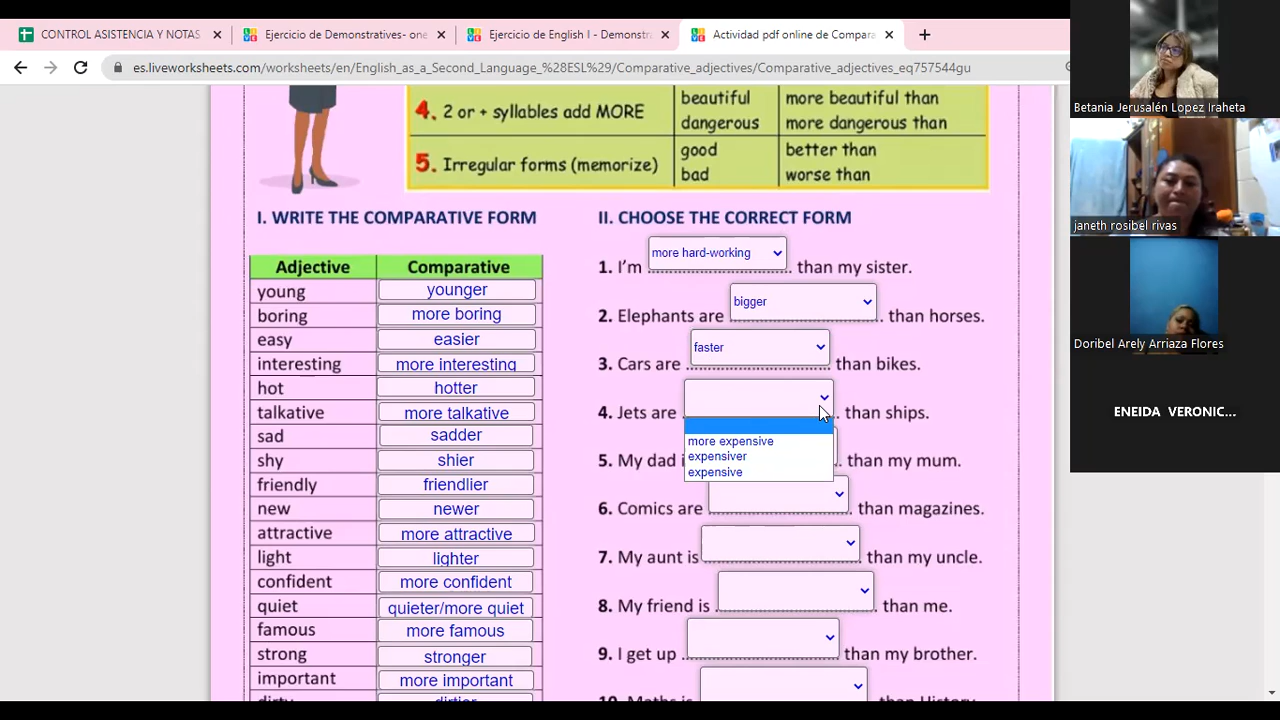 CONTROL ASISTENCIA Y NOTAS
Ejercicio de Demonstratives- one
Ejercicio de English I - Demonstra
Actividad pdf online de Compara
es.liveworksheets.com/worksheets/en/English_as_a_Second_Language_%28ESL%29/Comparative_adjectives/Comparative_adjectives_eq757544gu
4. 2 or + syllables add MORE
beautiful
dangerous
more beautiful than
more dangerous than
5. Irregular forms (memorize)
good
bad
better than
worse than
I. WRITE THE COMPARATIVE FORM
Adjective Comparative
young younger
boring more boring
easy easier
interesting more interesting
hot hotter
talkative more talkative
sad sadder
shy shier
friendly friendlier
new newer
attractive more attractive
light lighter
confident more confident
quiet quieter/more quiet
famous more famous
strong stronger
important more important
dirty dirtier
II. CHOOSE THE CORRECT FORM
1. I'm more hard-working than my sister.
2. Elephants are bigger than horses.
3. Cars are faster than bikes.
4. Jets are than ships.
more expensive
expensiver
expensive
5. My dad i than my mum.
6. Comics are than magazines.
7. My aunt is than my uncle.
8. My friend is than me.
9. I get up than my brother.
10. Maths is than History.
Betania Jerusalén Lopez Iraheta
janeth rosibel rivas
Doribel Arely Arriaza Flores
ENEIDA VERONIC...